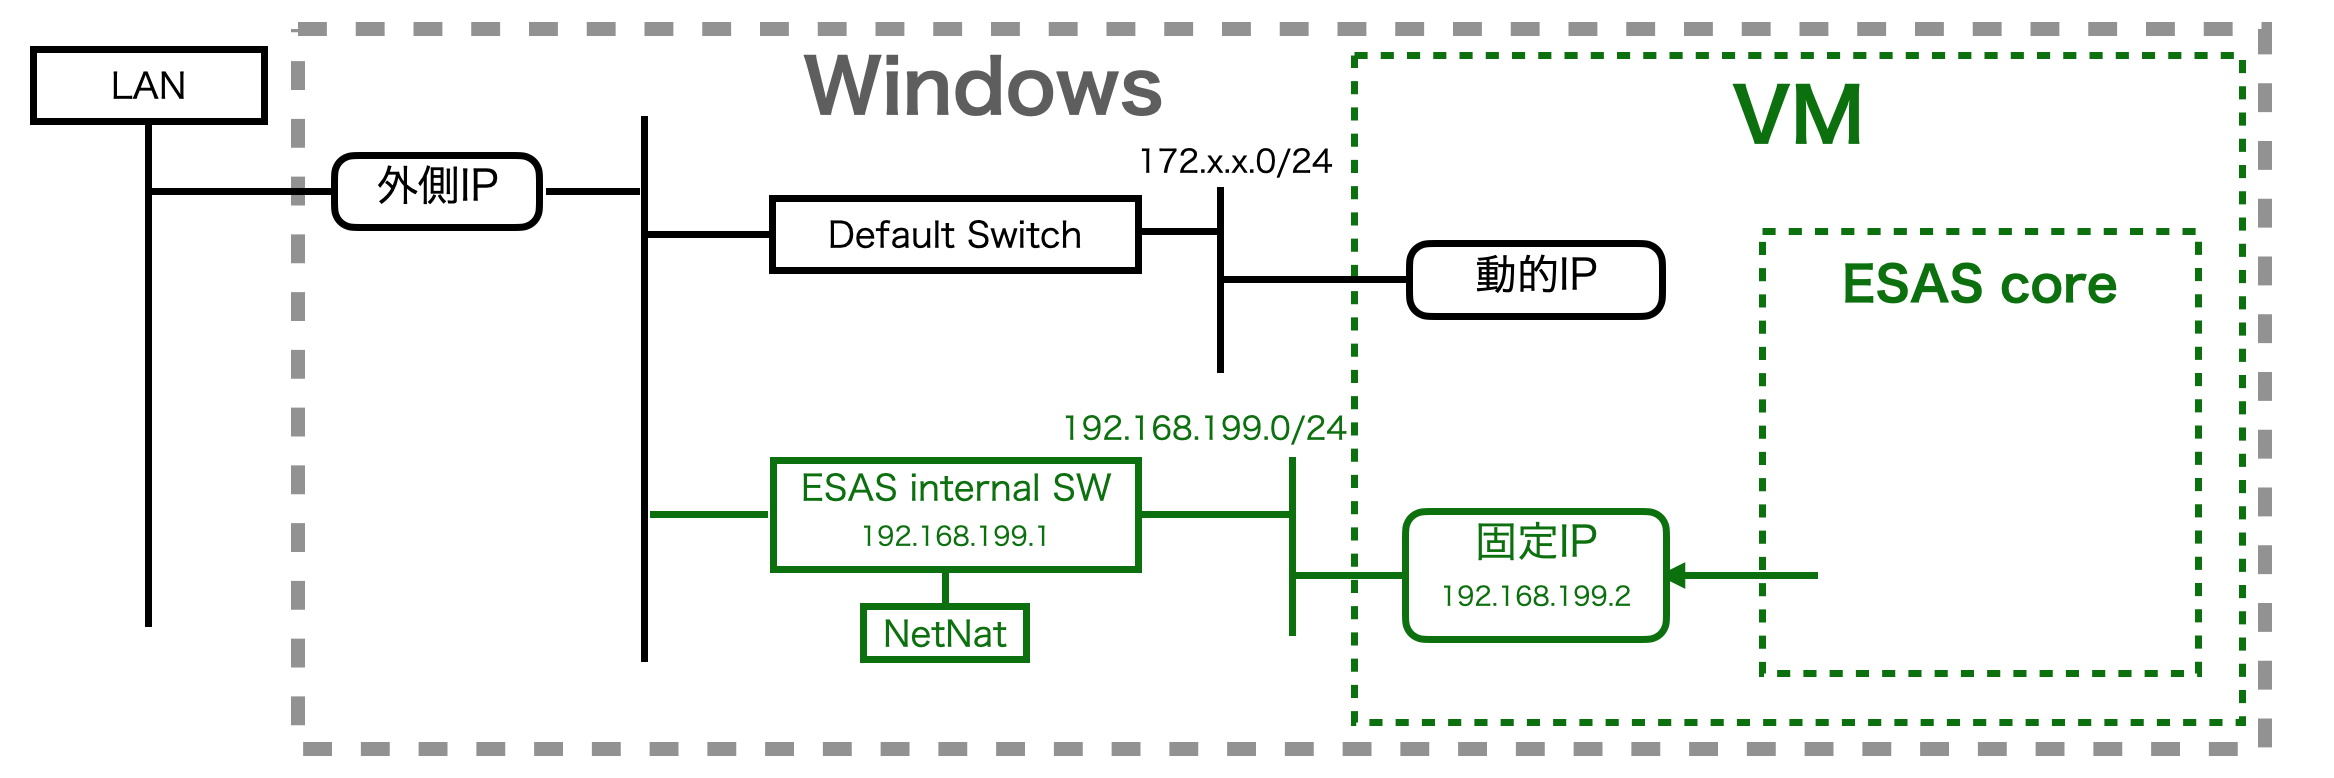 LAN
Windows
VM
外側IP
172.x.x.0/24
Default Switch
動的IP
ESAS core
192.168.199.0/24
ESAS internal SW
192.168.199.1
固定IP
192.168.199.2
NetNat